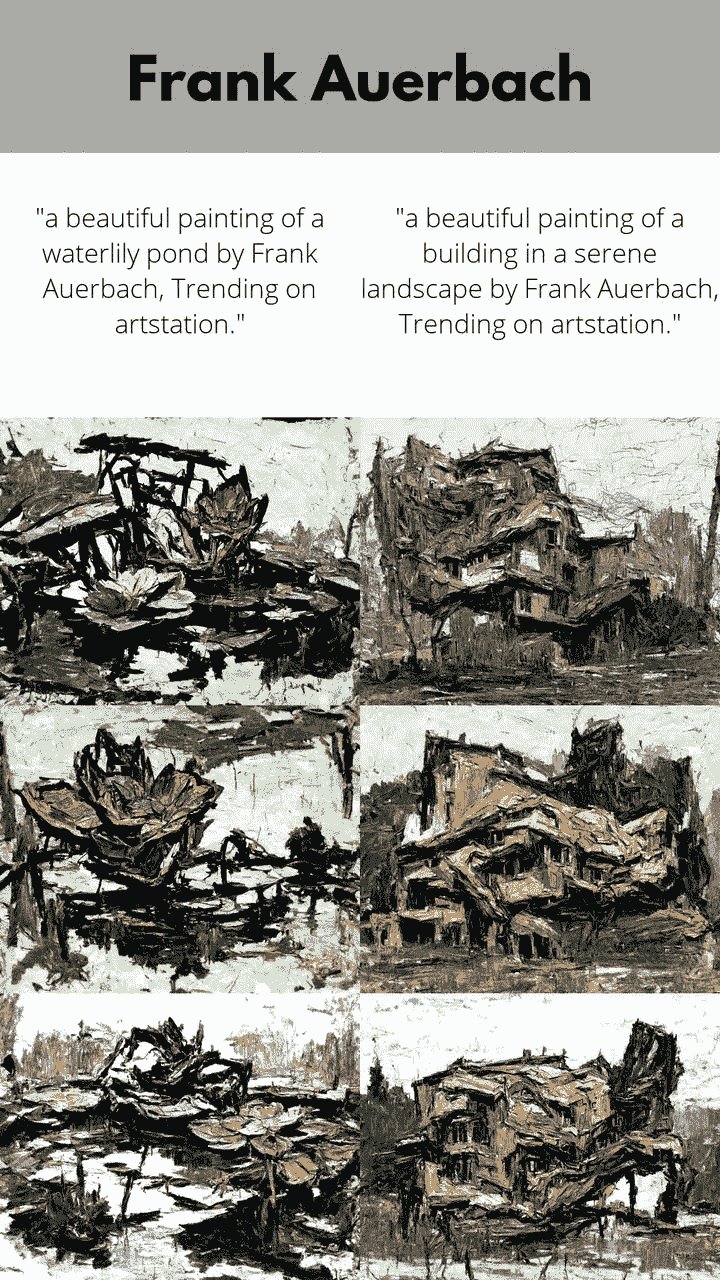 Frank Auerbach
"a beautiful painting of a
waterlily pond by Frank
Auerbach, Trending on
artstation."
"a beautiful painting of a
building in a serene
landscape by Frank Auerbach,
Trending on artstation."